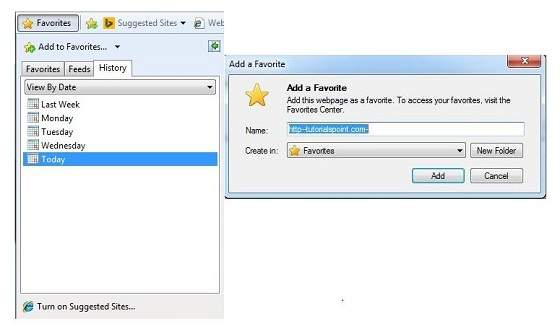 Favorites
Suggested Sites
Web
Add to Favorites...
Favorites Feeds History
View By Date
Last Week
Monday
Tuesday
Wednesday
Today
Turn on Suggested Sites...
Add a Favorite
Add a Favorite
Add this webpage as a favorite. To access your favorites, visit the
Favorites Center.
Name: http--tutorialspoint.com-
Create in: Favorites New Folder
Add Cancel